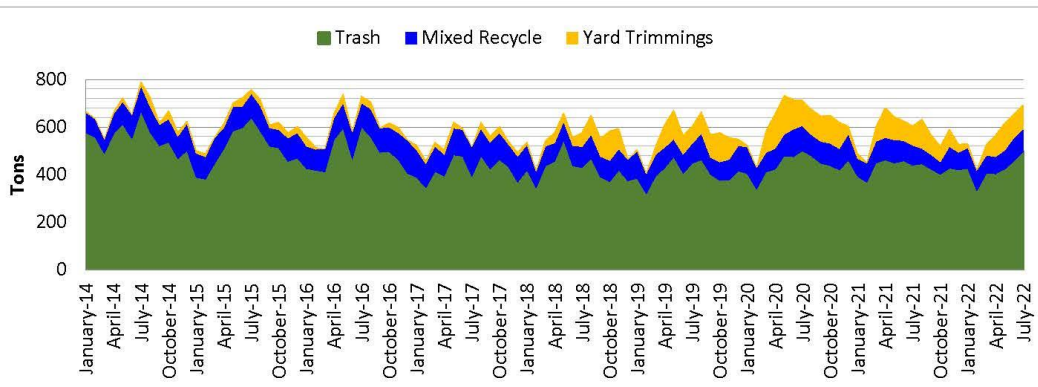 Trash Mixed Recycle Yard Trimmings
800
600
400
200
0
Tons
January-14
April-14
July-14
October-14
January-15
April-15
July-15
October-15
January-16
April-16
July-16
October-16
January-17
April-17
July-17
October-17
January-18
April-18
July-18
October-18
January-19
April-19
July-19
October-19
January-20
April-20
July-20
October-20
January-21
April-21
July-21
October-21
January-22
April-22
July-22